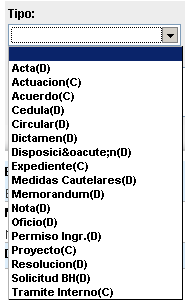 Tipo:
Acta(D)
Actuacion(C)
Acuerdo(C)
Cedula(D)
Circular(D)
Dictamen(D)
Disposici&oacute;n(D)
Expediente(C)
Medidas Cautelares(D)
Memorandum(D)
Nota(D)
Oficio(D)
Permiso Ingr.(D)
Proyecto(C)
Resolucion(D)
Solicitud BH(D)
Tramite Interno(C)